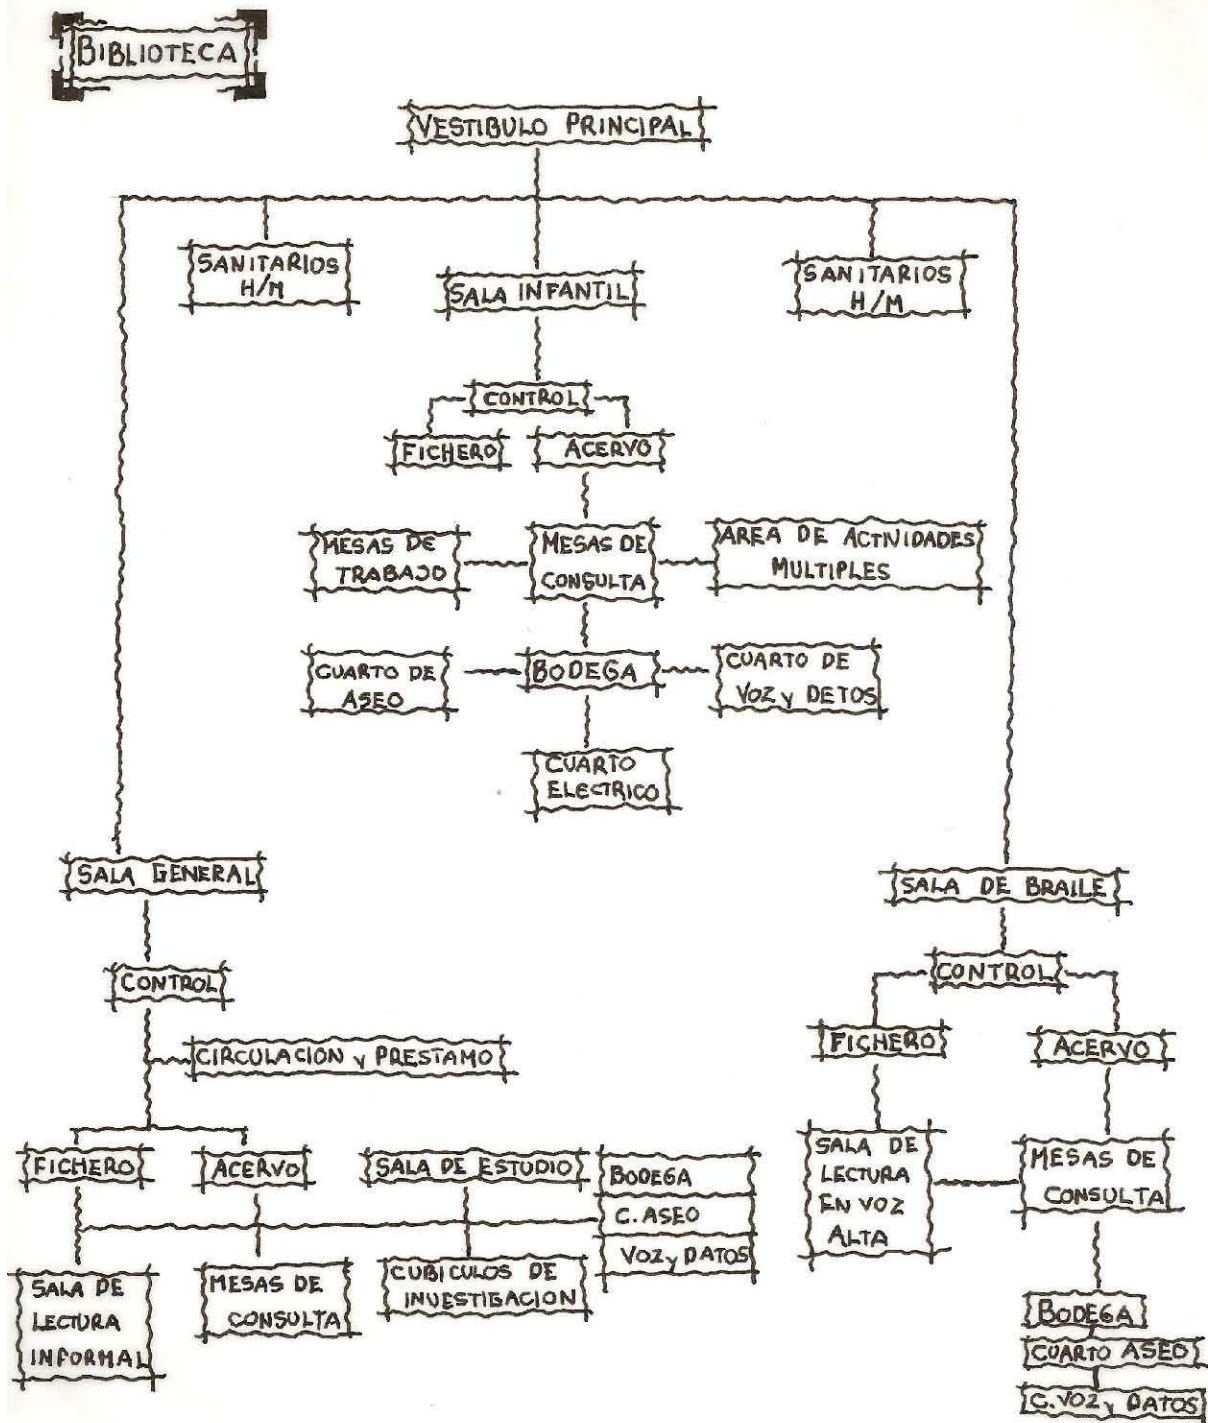 BIBLIOTECA
VESTIBULO PRINCIPAL
SANITARIOS
H/M
SALA INFANTIL
SANITARIOS
H/M
CONTROL
FICHERO
ACERVO
MESAS DE
TRABAJO
MESAS DE
CONSULTA
AREA DE ACTIVIDADES
MULTIPLES
CUARTO DE
ASEO
BODEGA
CUARTO DE
VOZ y DETOS
CUARTO
ELECTRICO
SALA GENERAL
CONTROL
CIRCULACION y PRESTAMO
FICHERO
ACERVO
SALA DE ESTUDIO
BODEGA
C. ASEO
VOZ y DATOS
SALA DE
LECTURA
INFORMAL
MESAS DE
CONSULTA
CUBICULOS DE
INVESTIGACION
SALA DE BRAILE
CONTROL
FICHERO
ACERVO
SALA DE
LECTURA
EN VOZ
ALTA
MESAS DE
CONSULTA
BODEGA
CUARTO ASEO
C. VOZ y DATOS